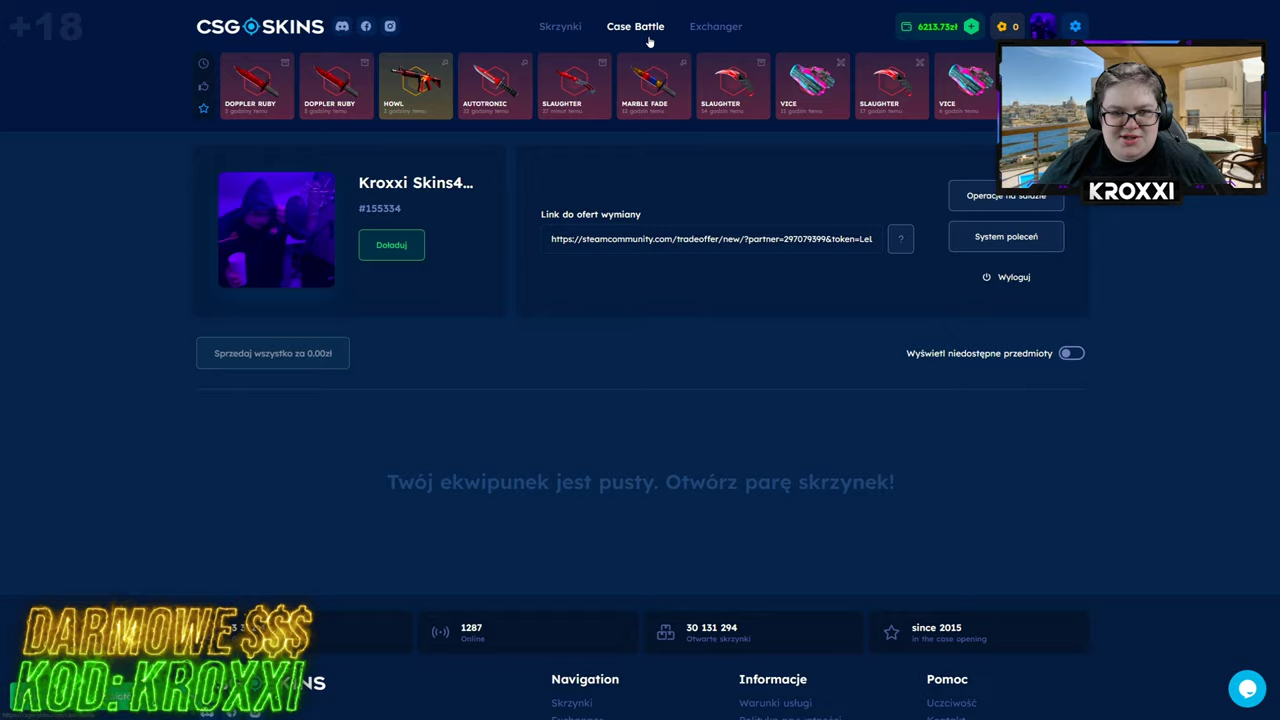 +18
CSGOSKINS
Skrzynki
Case Battle
Exchanger
6213.73zł
0
DOPPLER RUBY
DOPPLER RUBY
HOWL
AUTOTRONIC
SLAUGHTER
MARBLE FADE
SLAUGHTER
VICE
SLAUGHTER
VICE
KROXXI
Kroxxi Skins4...
#155334
Doładuj
Link do ofert wymiany
https://steamcommunity.com/tradeoffer/new/?partner=297079399&token=LeL
?
Operacje na saldzie
System poleceń
Wyloguj
Sprzedaj wszystko za 0.00zł
Wyświetl niedostępne przedmioty
Twój ekwipunek jest pusty. Otwórz parę skrzynek!
DARMOWE $$$
KOD: KROXXI
1287
Online
30 131 294
Otwarte skrzynki
since 2015
in the case opening
Navigation
Skrzynki
Informacje
Warunki usługi
Pomoc
Uczciwość